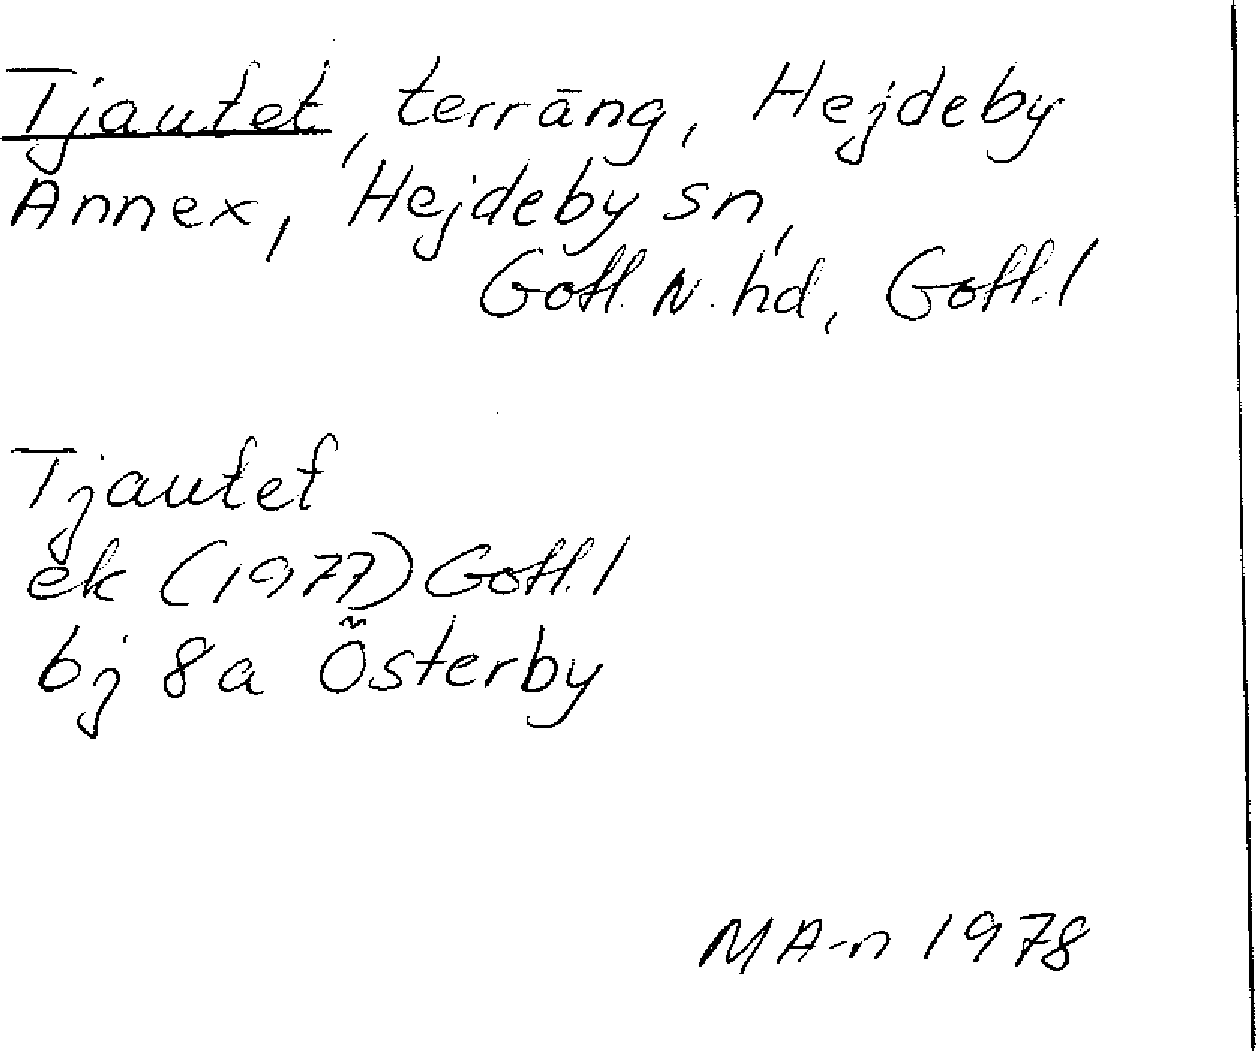 Tjautet, terräng, Hejdeby
Annex, Hejdeby sn,
Gotl. N. hd, Gotl. l
Tjautet
ek (1977) Gotl. l
bj 8a Österby
MA-n 1978